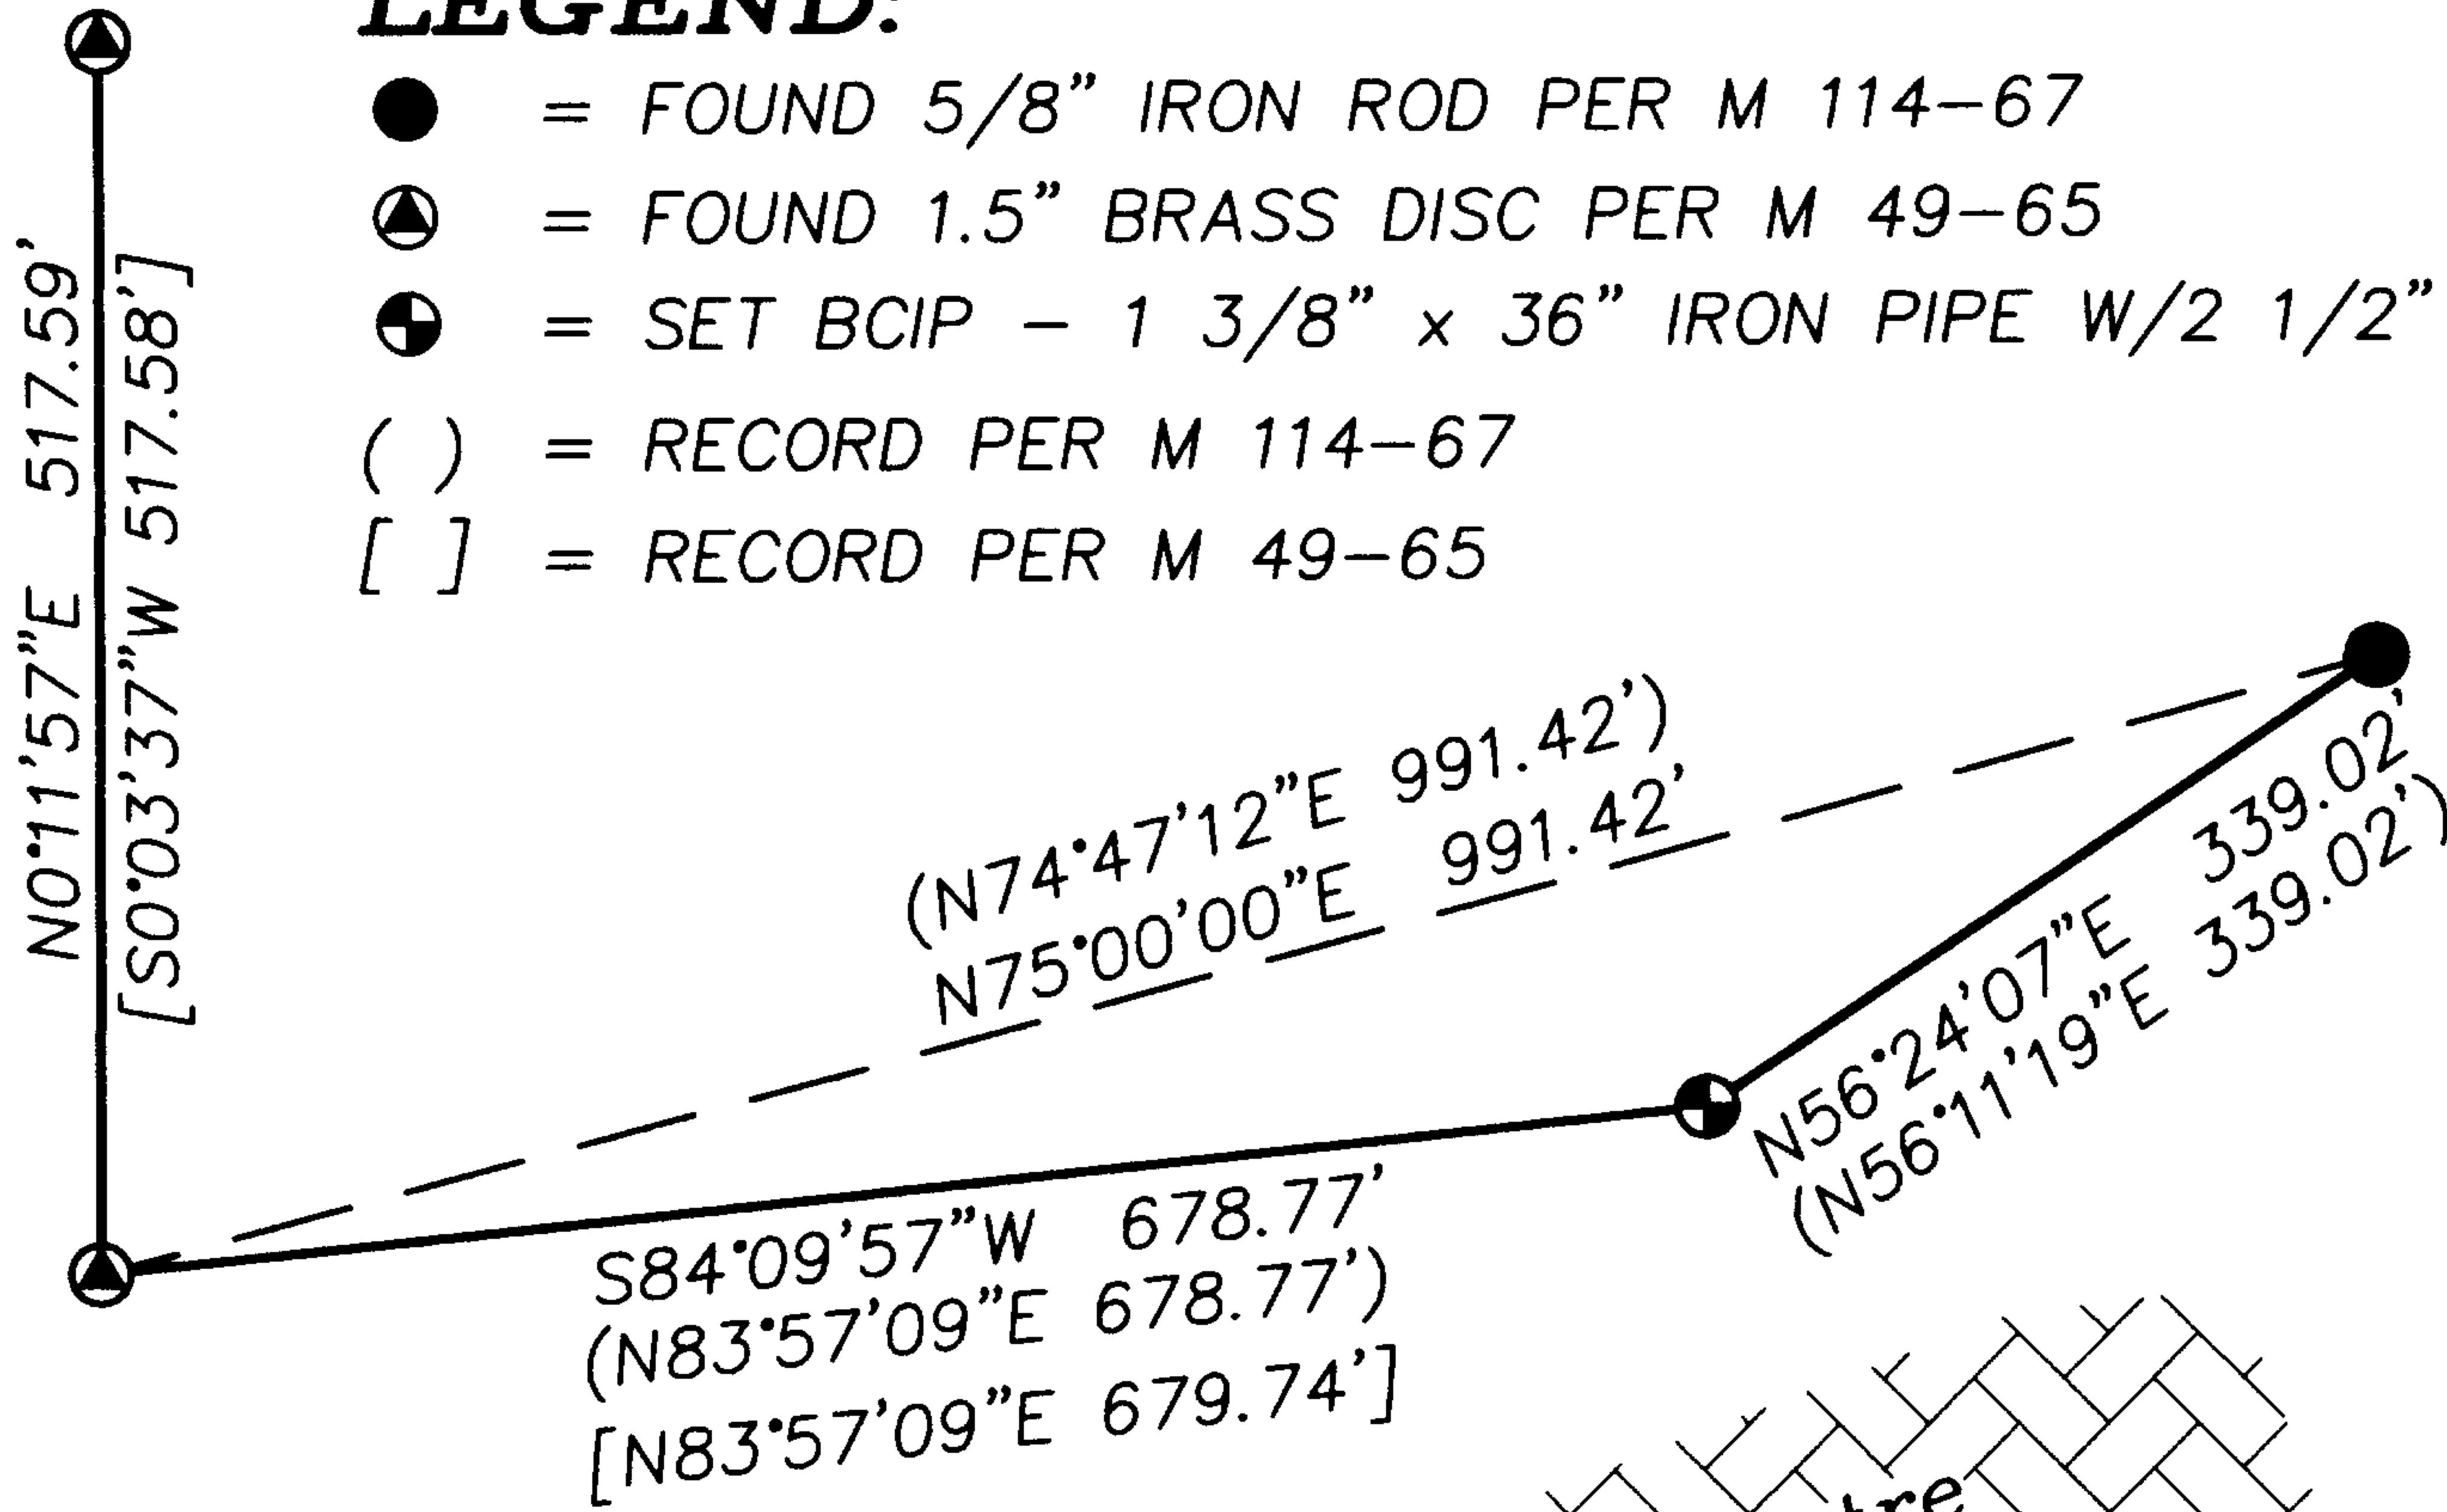 LEGEND:
= FOUND 5/8" IRON ROD PER M 114-67
= FOUND 1.5" BRASS DISC PER M 49-65
= SET BCIP - 1 3/8" x 36" IRON PIPE W/2 1/2"
( ) = RECORD PER M 114-67
[ ] = RECORD PER M 49-65
N0°11'57"E 517.59'
[S0°03'37"W 517.58']
(N74°47'12"E 991.42')
N75°00'00"E 991.42'
N56°24'07"E 339.02'
(N56°11'19"E 339.02')
S84°09'57"W 678.77'
(N83°57'09"E 678.77')
[N83°57'09"E 679.74']